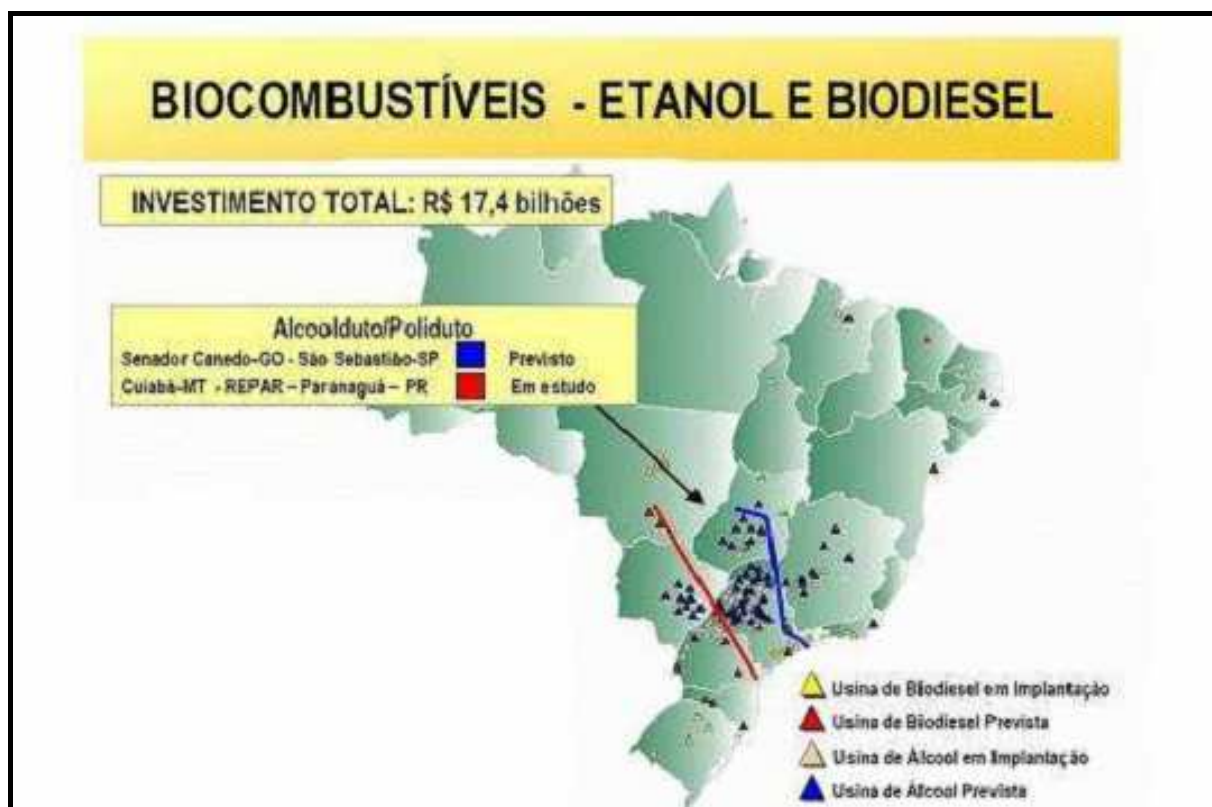 BIOCOMBUSTÍVEIS - ETANOL E BIODIESEL
INVESTIMENTO TOTAL: R$ 17,4 bilhões
Alcoolduto/Poliduto
Senador Canedo-GO - São Sebastião-SP Previsto
Cuiabá-MT - REPAR – Paranaguá – PR Em estudo
Usina de Biodiesel em Implantação
Usina de Biodiesel Prevista
Usina de Álcool em Implantação
Usina de Álcool Prevista